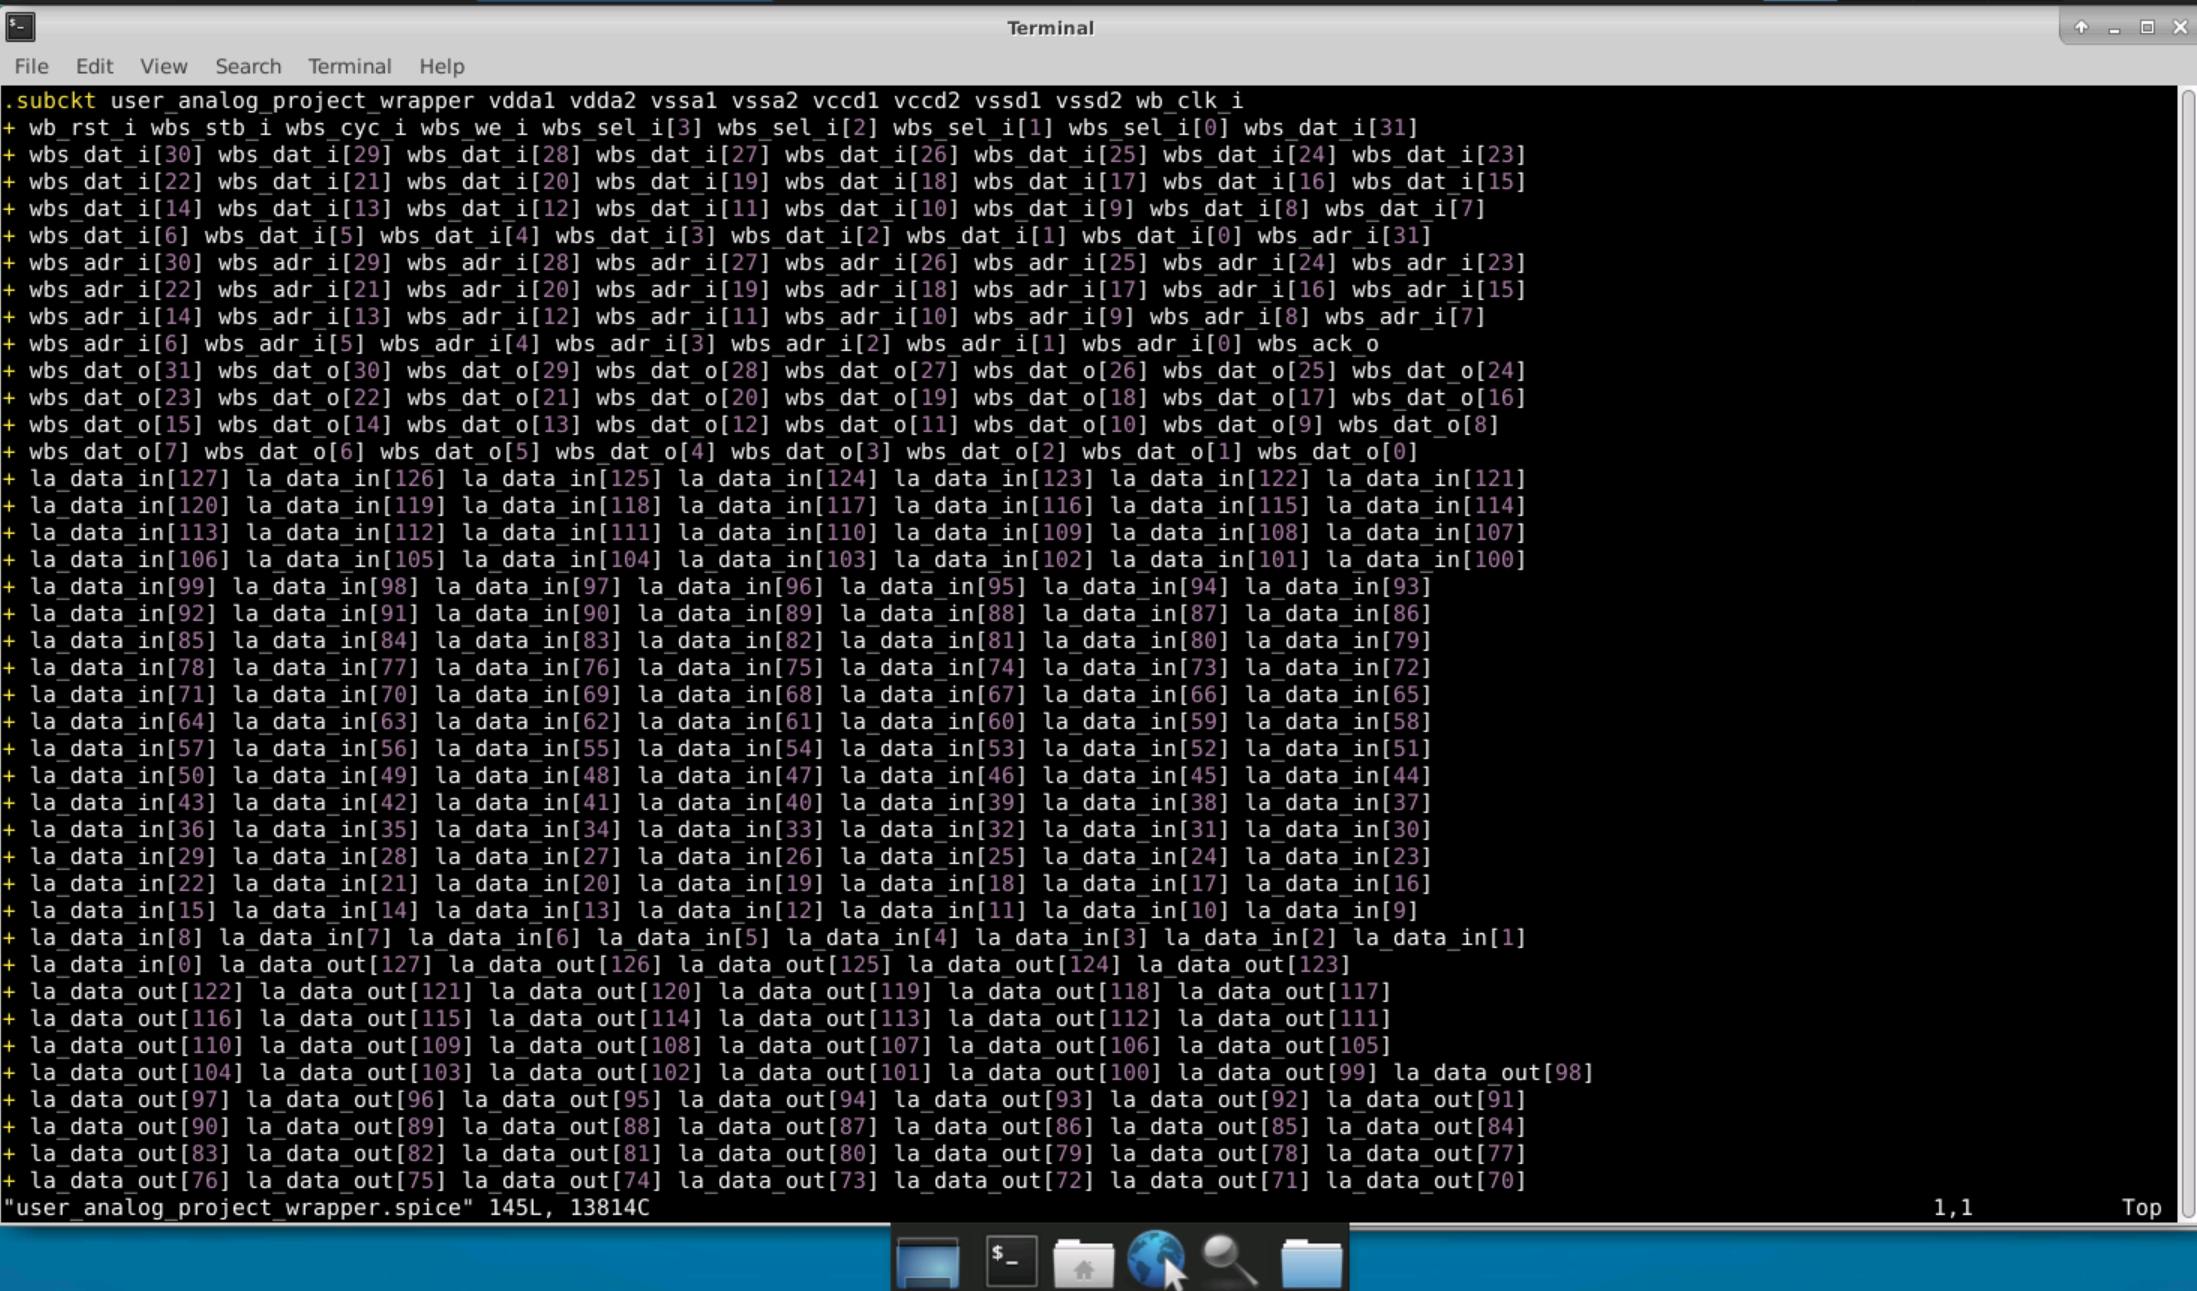 Terminal
File Edit View Search Terminal Help
.subckt user_analog_project_wrapper vdda1 vdda2 vssa1 vssa2 vccd1 vccd2 vssd1 vssd2 wb_clk_i
+ wb_rst_i wbs_stb_i wbs_cyc_i wbs_we_i wbs_sel_i[3] wbs_sel_i[2] wbs_sel_i[1] wbs_sel_i[0] wbs_dat_i[31]
+ wbs_dat_i[30] wbs_dat_i[29] wbs_dat_i[28] wbs_dat_i[27] wbs_dat_i[26] wbs_dat_i[25] wbs_dat_i[24] wbs_dat_i[23]
+ wbs_dat_i[22] wbs_dat_i[21] wbs_dat_i[20] wbs_dat_i[19] wbs_dat_i[18] wbs_dat_i[17] wbs_dat_i[16] wbs_dat_i[15]
+ wbs_dat_i[14] wbs_dat_i[13] wbs_dat_i[12] wbs_dat_i[11] wbs_dat_i[10] wbs_dat_i[9] wbs_dat_i[8] wbs_dat_i[7]
+ wbs_dat_i[6] wbs_dat_i[5] wbs_dat_i[4] wbs_dat_i[3] wbs_dat_i[2] wbs_dat_i[1] wbs_dat_i[0] wbs_adr_i[31]
+ wbs_adr_i[30] wbs_adr_i[29] wbs_adr_i[28] wbs_adr_i[27] wbs_adr_i[26] wbs_adr_i[25] wbs_adr_i[24] wbs_adr_i[23]
+ wbs_adr_i[22] wbs_adr_i[21] wbs_adr_i[20] wbs_adr_i[19] wbs_adr_i[18] wbs_adr_i[17] wbs_adr_i[16] wbs_adr_i[15]
+ wbs_adr_i[14] wbs_adr_i[13] wbs_adr_i[12] wbs_adr_i[11] wbs_adr_i[10] wbs_adr_i[9] wbs_adr_i[8] wbs_adr_i[7]
+ wbs_adr_i[6] wbs_adr_i[5] wbs_adr_i[4] wbs_adr_i[3] wbs_adr_i[2] wbs_adr_i[1] wbs_adr_i[0] wbs_ack_o
+ wbs_dat_o[31] wbs_dat_o[30] wbs_dat_o[29] wbs_dat_o[28] wbs_dat_o[27] wbs_dat_o[26] wbs_dat_o[25] wbs_dat_o[24]
+ wbs_dat_o[23] wbs_dat_o[22] wbs_dat_o[21] wbs_dat_o[20] wbs_dat_o[19] wbs_dat_o[18] wbs_dat_o[17] wbs_dat_o[16]
+ wbs_dat_o[15] wbs_dat_o[14] wbs_dat_o[13] wbs_dat_o[12] wbs_dat_o[11] wbs_dat_o[10] wbs_dat_o[9] wbs_dat_o[8]
+ wbs_dat_o[7] wbs_dat_o[6] wbs_dat_o[5] wbs_dat_o[4] wbs_dat_o[3] wbs_dat_o[2] wbs_dat_o[1] wbs_dat_o[0]
+ la_data_in[127] la_data_in[126] la_data_in[125] la_data_in[124] la_data_in[123] la_data_in[122] la_data_in[121]
+ la_data_in[120] la_data_in[119] la_data_in[118] la_data_in[117] la_data_in[116] la_data_in[115] la_data_in[114]
+ la_data_in[113] la_data_in[112] la_data_in[111] la_data_in[110] la_data_in[109] la_data_in[108] la_data_in[107]
+ la_data_in[106] la_data_in[105] la_data_in[104] la_data_in[103] la_data_in[102] la_data_in[101] la_data_in[100]
+ la_data_in[99] la_data_in[98] la_data_in[97] la_data_in[96] la_data_in[95] la_data_in[94] la_data_in[93]
+ la_data_in[92] la_data_in[91] la_data_in[90] la_data_in[89] la_data_in[88] la_data_in[87] la_data_in[86]
+ la_data_in[85] la_data_in[84] la_data_in[83] la_data_in[82] la_data_in[81] la_data_in[80] la_data_in[79]
+ la_data_in[78] la_data_in[77] la_data_in[76] la_data_in[75] la_data_in[74] la_data_in[73] la_data_in[72]
+ la_data_in[71] la_data_in[70] la_data_in[69] la_data_in[68] la_data_in[67] la_data_in[66] la_data_in[65]
+ la_data_in[64] la_data_in[63] la_data_in[62] la_data_in[61] la_data_in[60] la_data_in[59] la_data_in[58]
+ la_data_in[57] la_data_in[56] la_data_in[55] la_data_in[54] la_data_in[53] la_data_in[52] la_data_in[51]
+ la_data_in[50] la_data_in[49] la_data_in[48] la_data_in[47] la_data_in[46] la_data_in[45] la_data_in[44]
+ la_data_in[43] la_data_in[42] la_data_in[41] la_data_in[40] la_data_in[39] la_data_in[38] la_data_in[37]
+ la_data_in[36] la_data_in[35] la_data_in[34] la_data_in[33] la_data_in[32] la_data_in[31] la_data_in[30]
+ la_data_in[29] la_data_in[28] la_data_in[27] la_data_in[26] la_data_in[25] la_data_in[24] la_data_in[23]
+ la_data_in[22] la_data_in[21] la_data_in[20] la_data_in[19] la_data_in[18] la_data_in[17] la_data_in[16]
+ la_data_in[15] la_data_in[14] la_data_in[13] la_data_in[12] la_data_in[11] la_data_in[10] la_data_in[9]
+ la_data_in[8] la_data_in[7] la_data_in[6] la_data_in[5] la_data_in[4] la_data_in[3] la_data_in[2] la_data_in[1]
+ la_data_in[0] la_data_out[127] la_data_out[126] la_data_out[125] la_data_out[124] la_data_out[123]
+ la_data_out[122] la_data_out[121] la_data_out[120] la_data_out[119] la_data_out[118] la_data_out[117]
+ la_data_out[116] la_data_out[115] la_data_out[114] la_data_out[113] la_data_out[112] la_data_out[111]
+ la_data_out[110] la_data_out[109] la_data_out[108] la_data_out[107] la_data_out[106] la_data_out[105]
+ la_data_out[104] la_data_out[103] la_data_out[102] la_data_out[101] la_data_out[100] la_data_out[99] la_data_out[98]
+ la_data_out[97] la_data_out[96] la_data_out[95] la_data_out[94] la_data_out[93] la_data_out[92] la_data_out[91]
+ la_data_out[90] la_data_out[89] la_data_out[88] la_data_out[87] la_data_out[86] la_data_out[85] la_data_out[84]
+ la_data_out[83] la_data_out[82] la_data_out[81] la_data_out[80] la_data_out[79] la_data_out[78] la_data_out[77]
+ la_data_out[76] la_data_out[75] la_data_out[74] la_data_out[73] la_data_out[72] la_data_out[71] la_data_out[70]
"user_analog_project_wrapper.spice" 145L, 13814C 1,1 Top